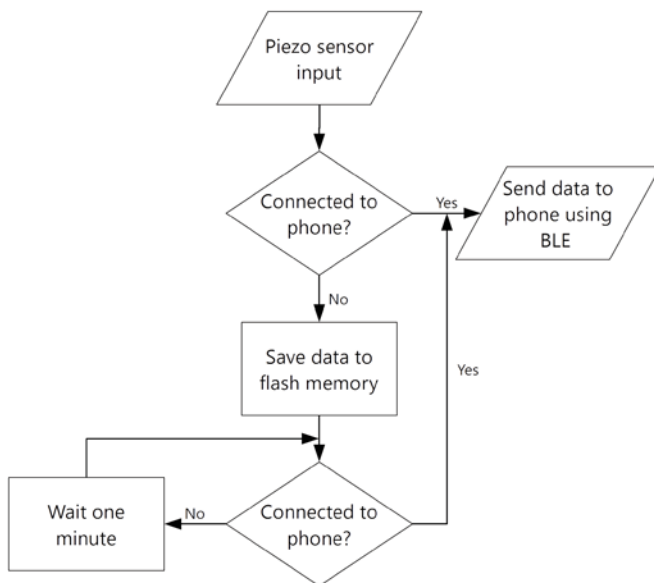 Piezo sensor
input
Connected to
phone?
Yes
Send data to
phone using
BLE
No
Save data to
flash memory
Yes
Wait one
minute
No
Connected to
phone?